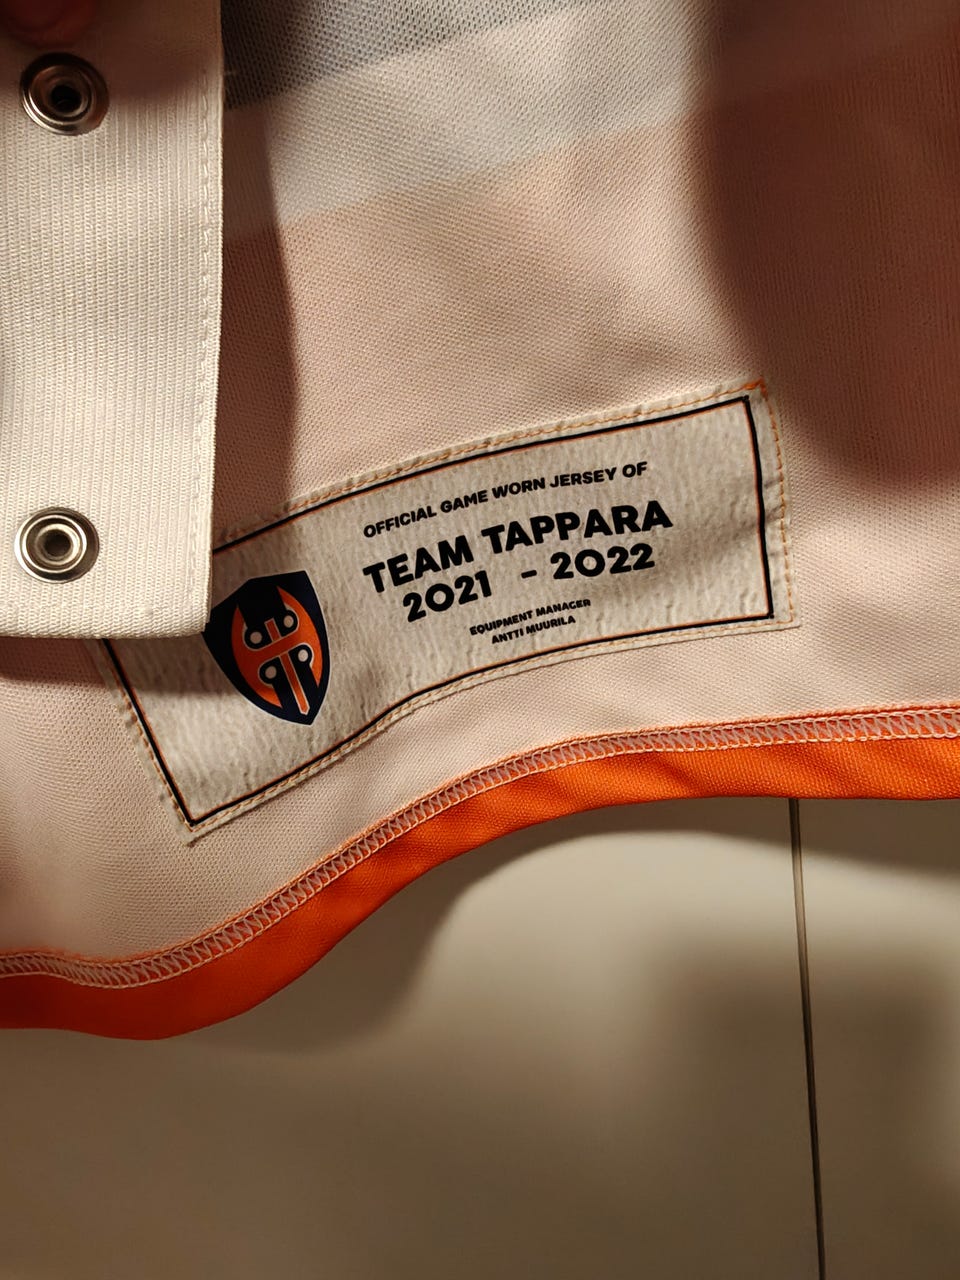 OFFICIAL GAME WORN JERSEY OF
TEAM TAPPARA
2021 - 2022
EQUIPMENT MANAGER
ANTTI MUURILA